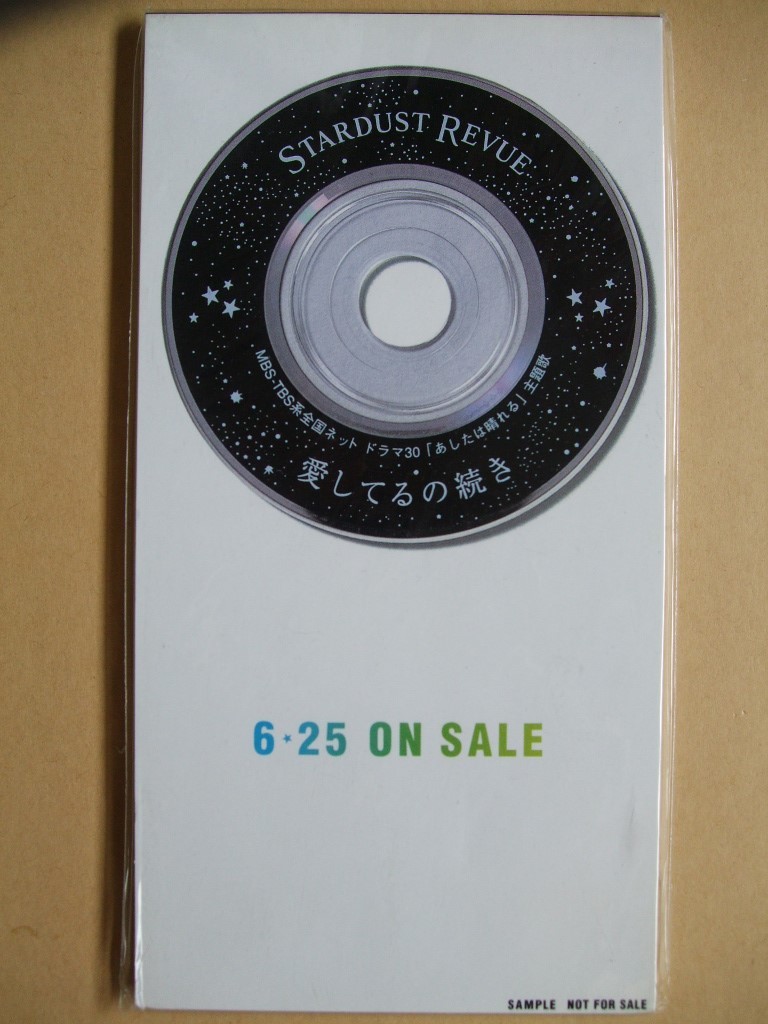 STARDUST REVUE
MBS-TBS系全国ネット ドラマ30「あしたは晴れる」主題歌
愛してるの続き
6★25 ON SALE
SAMPLE NOT FOR SALE